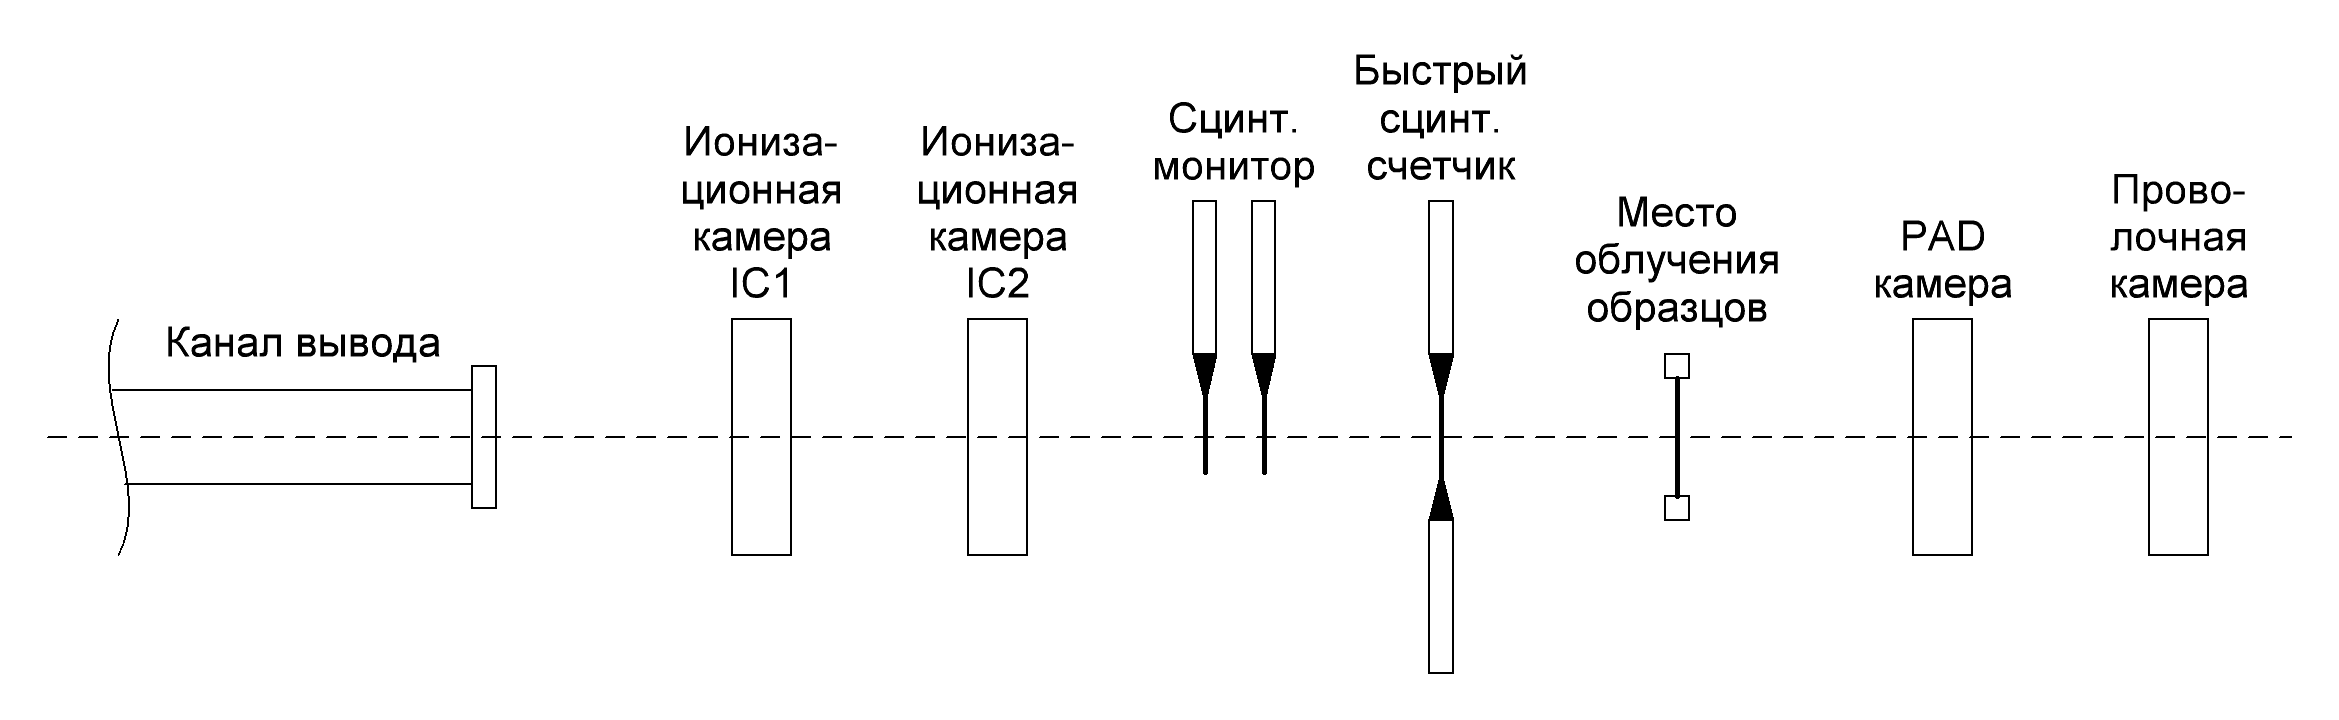 Канал вывода
Иониза-
ционная
камера
IC1
Иониза-
ционная
камера
IC2
Сцинт.
монитор
Быстрый
сцинт.
счетчик
Место
облучения
образцов
PAD
камера
Прово-
лочная
камера